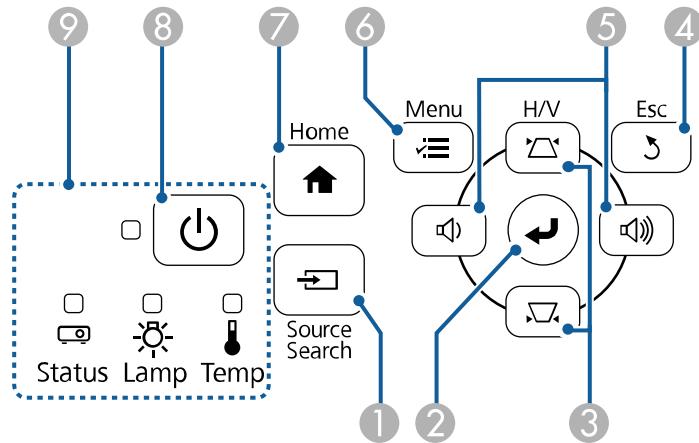 9 8 7 6 5 4
Menu H/V Esc
Home
Source
Search
Status Lamp Temp
1 2 3